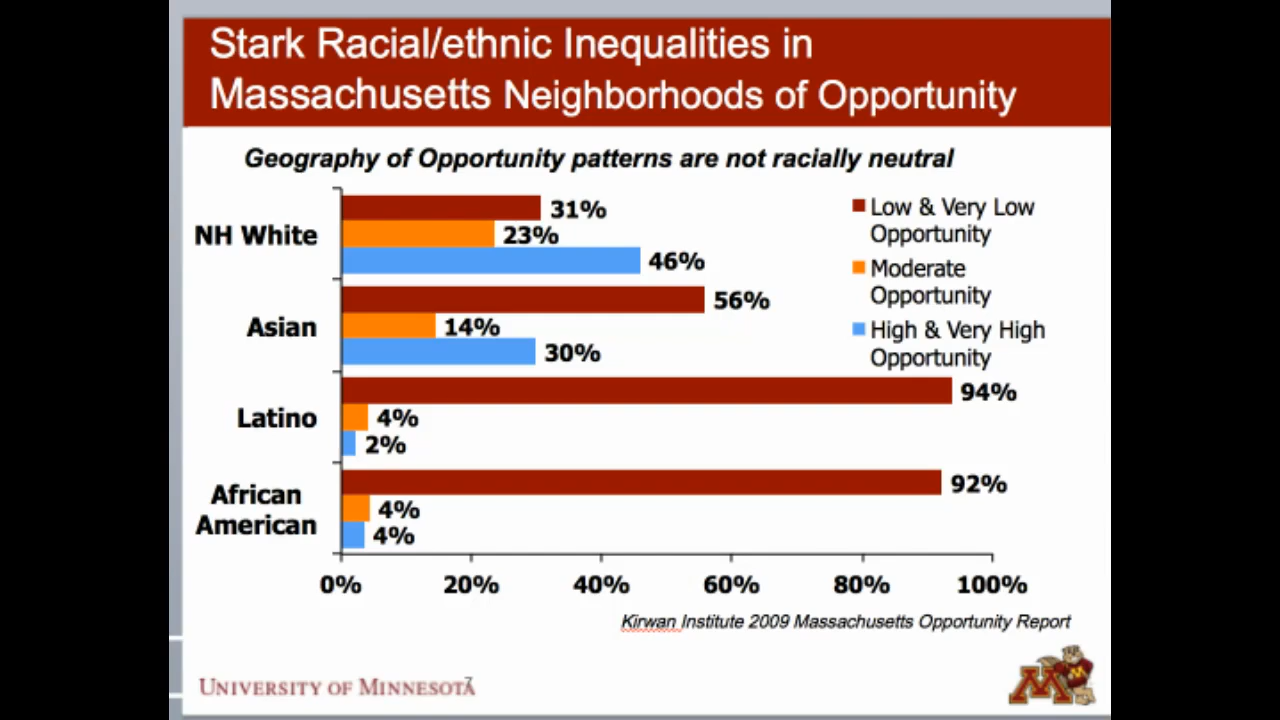 Stark Racial/ethnic Inequalities in
Massachusetts Neighborhoods of Opportunity
Geography of Opportunity patterns are not racially neutral
NH White
31%
23%
46%
Asian
56%
14%
30%
Latino
94%
4%
2%
African
American
92%
4%
4%
Low & Very Low
Opportunity
Moderate
Opportunity
High & Very High
Opportunity
0% 20% 40% 60% 80% 100%
Kirwan Institute 2009 Massachusetts Opportunity Report
UNIVERSITY OF MINNESOTA
7
M